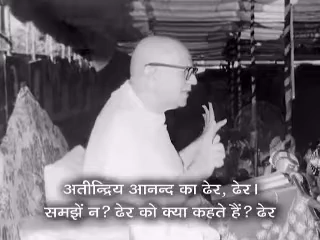 अतीन्द्रिय आनन्द का ढेर, ढेर।
समझें न? ढेर को क्या कहते हैं? ढेर